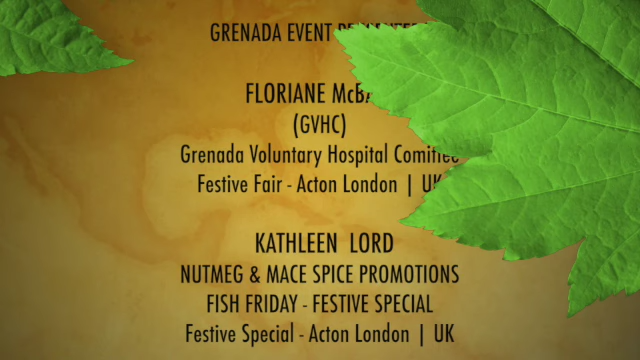 GRENADA EVENT
FLORIANE
(GVHC)
Grenada Voluntary Hospital Comittee
Festive Fair - Acton London | UK
KATHLEEN LORD
NUTMEG & MACE SPICE PROMOTIONS
FISH FRIDAY - FESTIVE SPECIAL
Festive Special - Acton London | UK